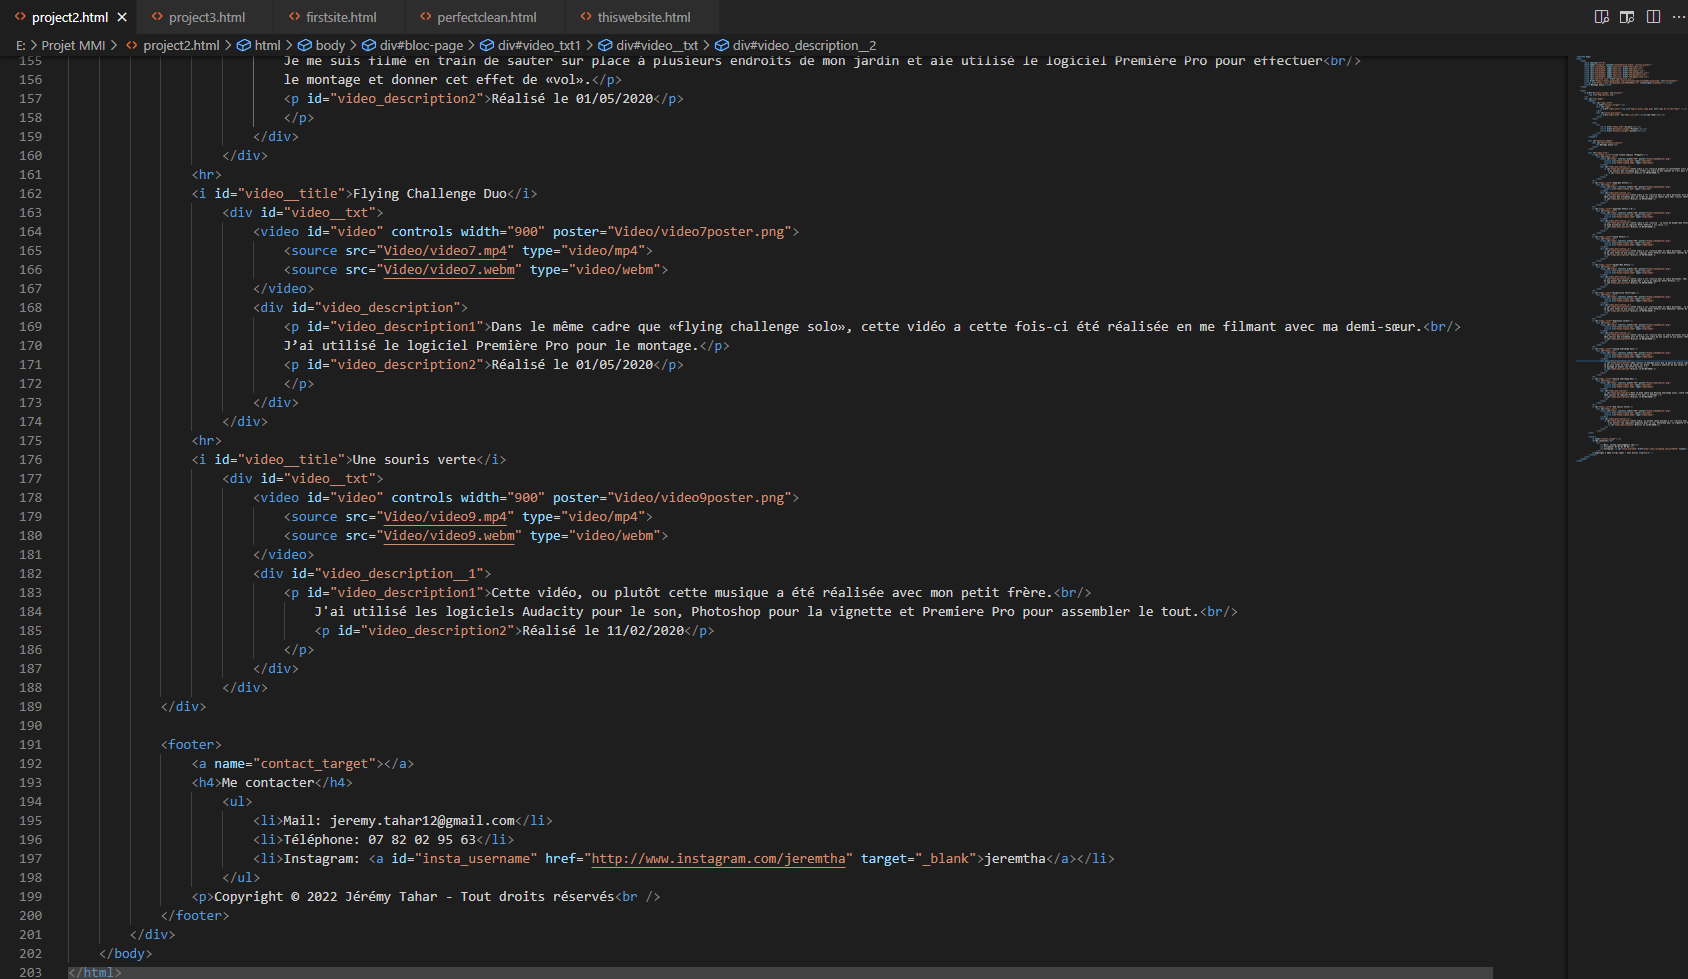 project2.html project3.html firstsite.html perfectclean.html thiswebsite.html
E: > Projet MMI > project2.html > html > body > div#bloc-page > div#video_txt1 > div#video__txt > div#video_description__2
155 Je me suis filmé en train de sauter sur place à plusieurs endroits de mon jardin et aie utilisé le logiciel Première Pro pour effectuer<br/>
156 le montage et donner cet effet de «vol».</p>
157 <p id="video_description2">Réalisé le 01/05/2020</p>
158 </p>
159 </div>
160 </div>
161 <hr>
162 <i id="video__title">Flying Challenge Duo</i>
163 <div id="video__txt">
164 <video id="video" controls width="900" poster="Video/video7poster.png">
165 <source src="Video/video7.mp4" type="video/mp4">
166 <source src="Video/video7.webm" type="video/webm">
167 </video>
168 <div id="video_description">
169 <p id="video_description1">Dans le même cadre que «flying challenge solo», cette vidéo a cette fois-ci été réalisée en me filmant avec ma demi-sœur.<br/>
170 J’ai utilisé le logiciel Première Pro pour le montage.</p>
171 <p id="video_description2">Réalisé le 01/05/2020</p>
172 </p>
173 </div>
174 </div>
175 <hr>
176 <i id="video__title">Une souris verte</i>
177 <div id="video__txt">
178 <video id="video" controls width="900" poster="Video/video9poster.png">
179 <source src="Video/video9.mp4" type="video/mp4">
180 <source src="Video/video9.webm" type="video/webm">
181 </video>
182 <div id="video_description__1">
183 <p id="video_description1">Cette vidéo, ou plutôt cette musique a été réalisée avec mon petit frère.<br/>
184 J'ai utilisé les logiciels Audacity pour le son, Photoshop pour la vignette et Premiere Pro pour assembler le tout.<br/>
185 <p id="video_description2">Réalisé le 11/02/2020</p>
186 </p>
187 </div>
188 </div>
189 </div>
190
191 <footer>
192 <a name="contact_target"></a>
193 <h4>Me contacter</h4>
194 <ul>
195 <li>Mail: jeremy.tahar12@gmail.com</li>
196 <li>Téléphone: 07 82 02 95 63</li>
197 <li>Instagram: <a id="insta_username" href="http://www.instagram.com/jeremtha" target="_blank">jeremtha</a></li>
198 </ul>
199 <p>Copyright © 2022 Jérémy Tahar - Tout droits réservés<br />
200 </footer>
201 </div>
202 </body>
203 </html>